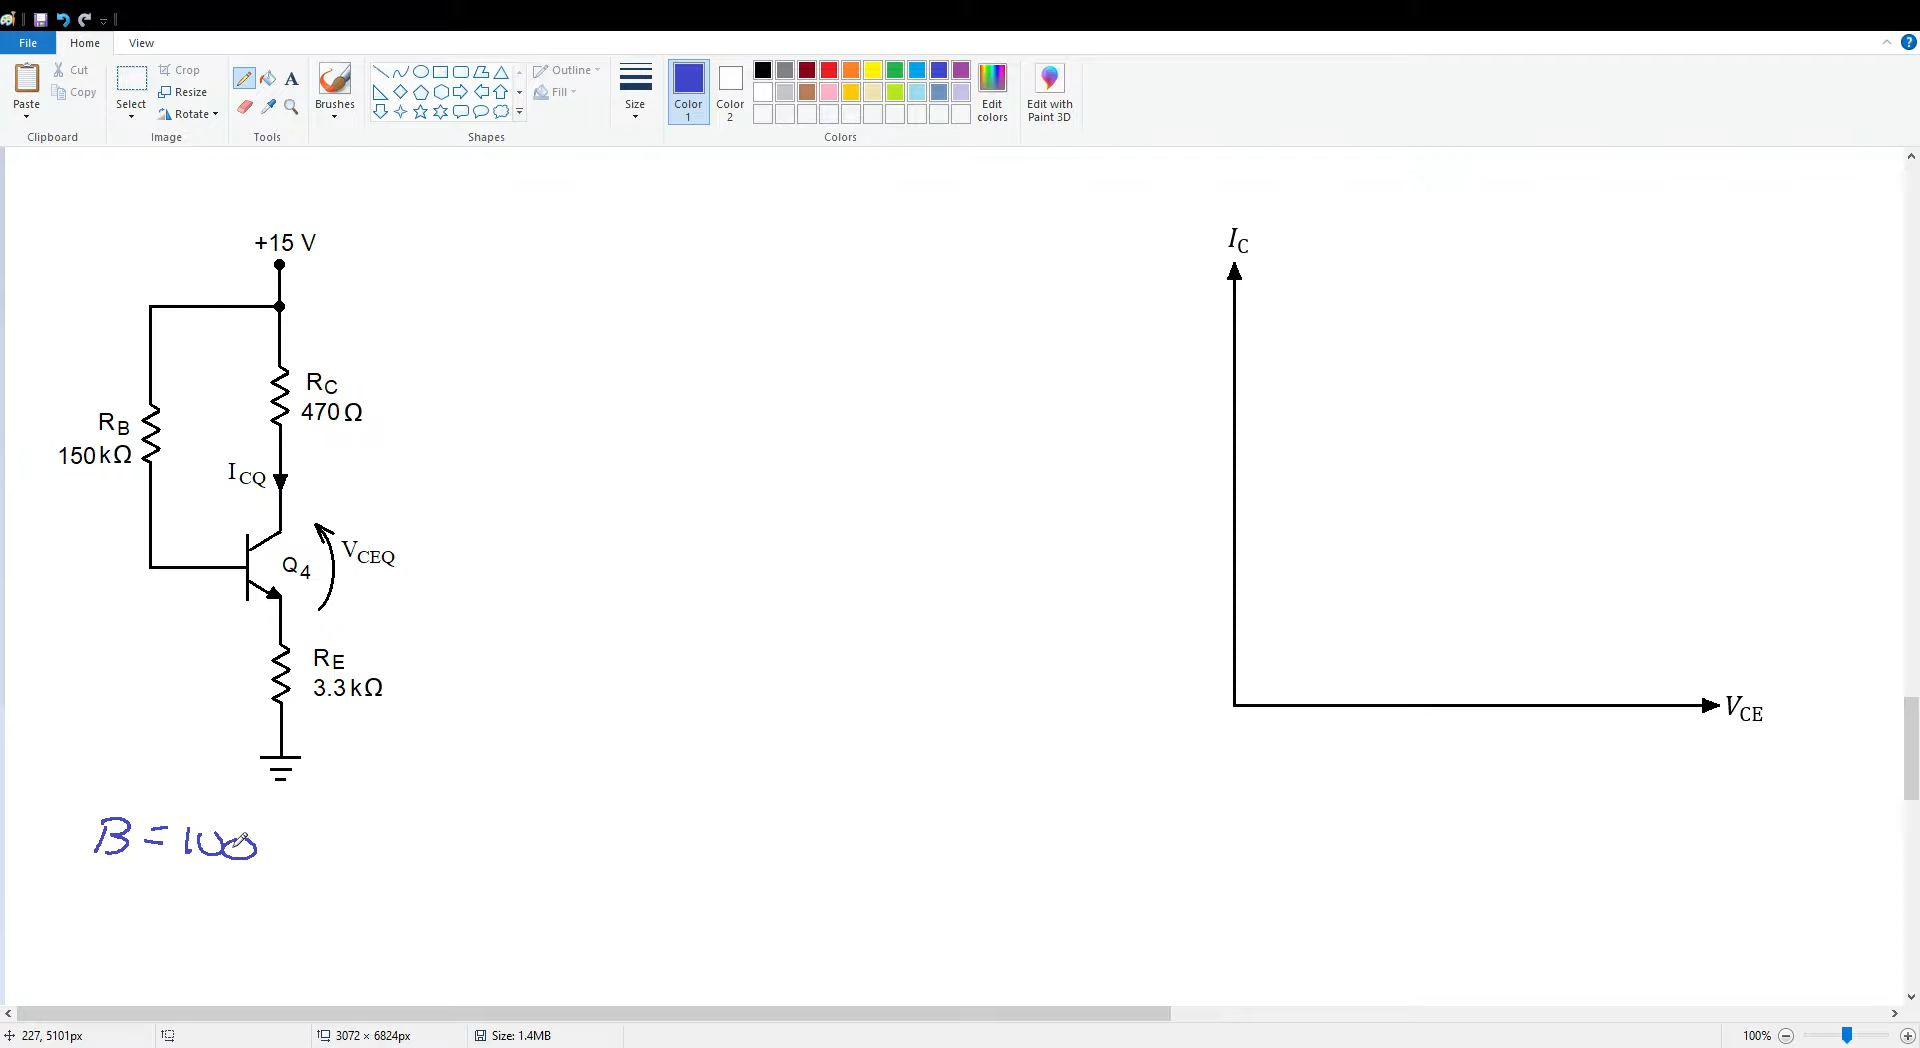 File Home View
Paste
Cut
Copy
Clipboard
Select
Crop
Resize
Rotate
Image
Tools
Brushes
Shapes
Outline
Fill
Size
Color 1
Color 2
Colors
Edit colors
Edit with Paint 3D
+15 V
RC
470 Ω
RB
150 kΩ
ICQ
VCEQ
Q4
RE
3.3 kΩ
B = 100
IC
VCE
227, 5101px
3072 × 6824px
Size: 1.4MB
100%